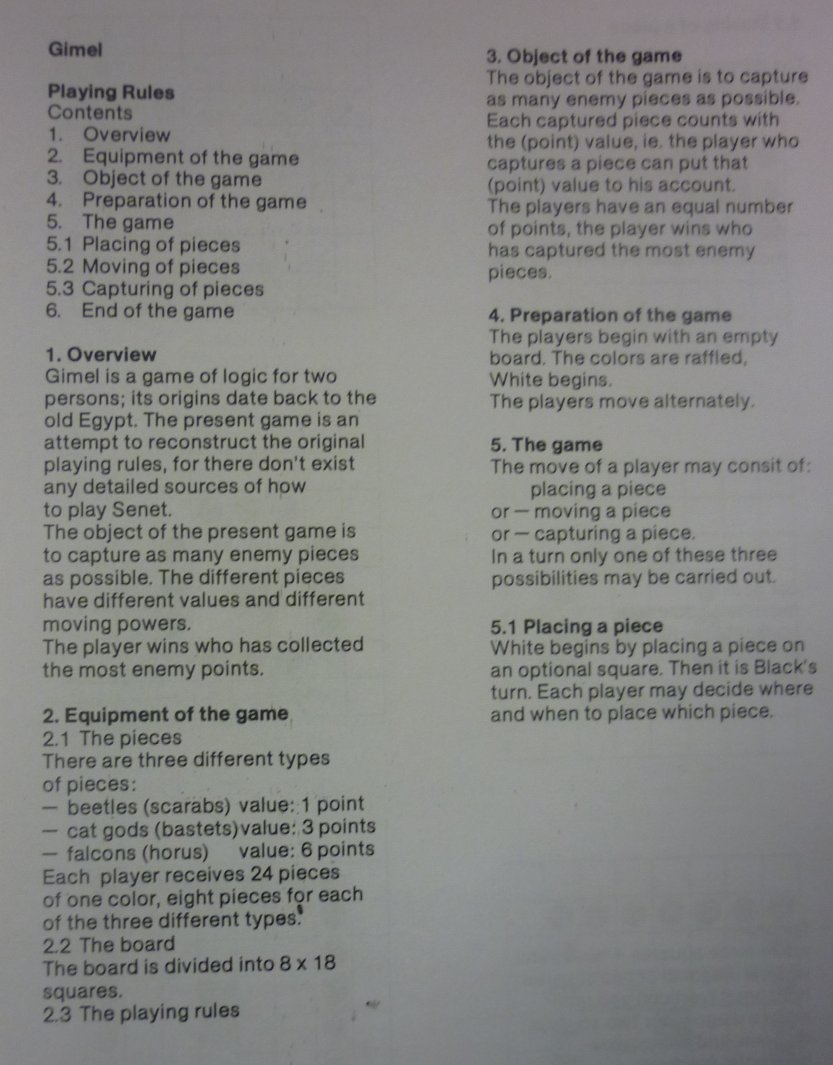 Gimel
Playing Rules
Contents
1. Overview
2. Equipment of the game
3. Object of the game
4. Preparation of the game
5. The game
5.1 Placing of pieces
5.2 Moving of pieces
5.3 Capturing of pieces
6. End of the game
1. Overview
Gimel is a game of logic for two
persons; its origins date back to the
old Egypt. The present game is an
attempt to reconstruct the original
playing rules, for there don't exist
any detailed sources of how
to play Senet.
The object of the present game is
to capture as many enemy pieces
as possible. The different pieces
have different values and different
moving powers.
The player wins who has collected
the most enemy points.
2. Equipment of the game
2.1 The pieces
There are three different types
of pieces:
— beetles (scarabs) value: 1 point
— cat gods (bastets) value: 3 points
— falcons (horus) value: 6 points
Each player receives 24 pieces
of one color, eight pieces for each
of the three different types.
2.2 The board
The board is divided into 8 x 18
squares.
2.3 The playing rules
3. Object of the game
The object of the game is to capture
as many enemy pieces as possible.
Each captured piece counts with
the (point) value, ie. the player who
captures a piece can put that
(point) value to his account.
The players have an equal number
of points, the player wins who
has captured the most enemy
pieces.
4. Preparation of the game
The players begin with an empty
board. The colors are raffled,
White begins.
The players move alternately.
5. The game
The move of a player may consit of:
placing a piece
or — moving a piece
or — capturing a piece.
In a turn only one of these three
possibilities may be carried out.
5.1 Placing a piece
White begins by placing a piece on
an optional square. Then it is Black's
turn. Each player may decide where
and when to place which piece.